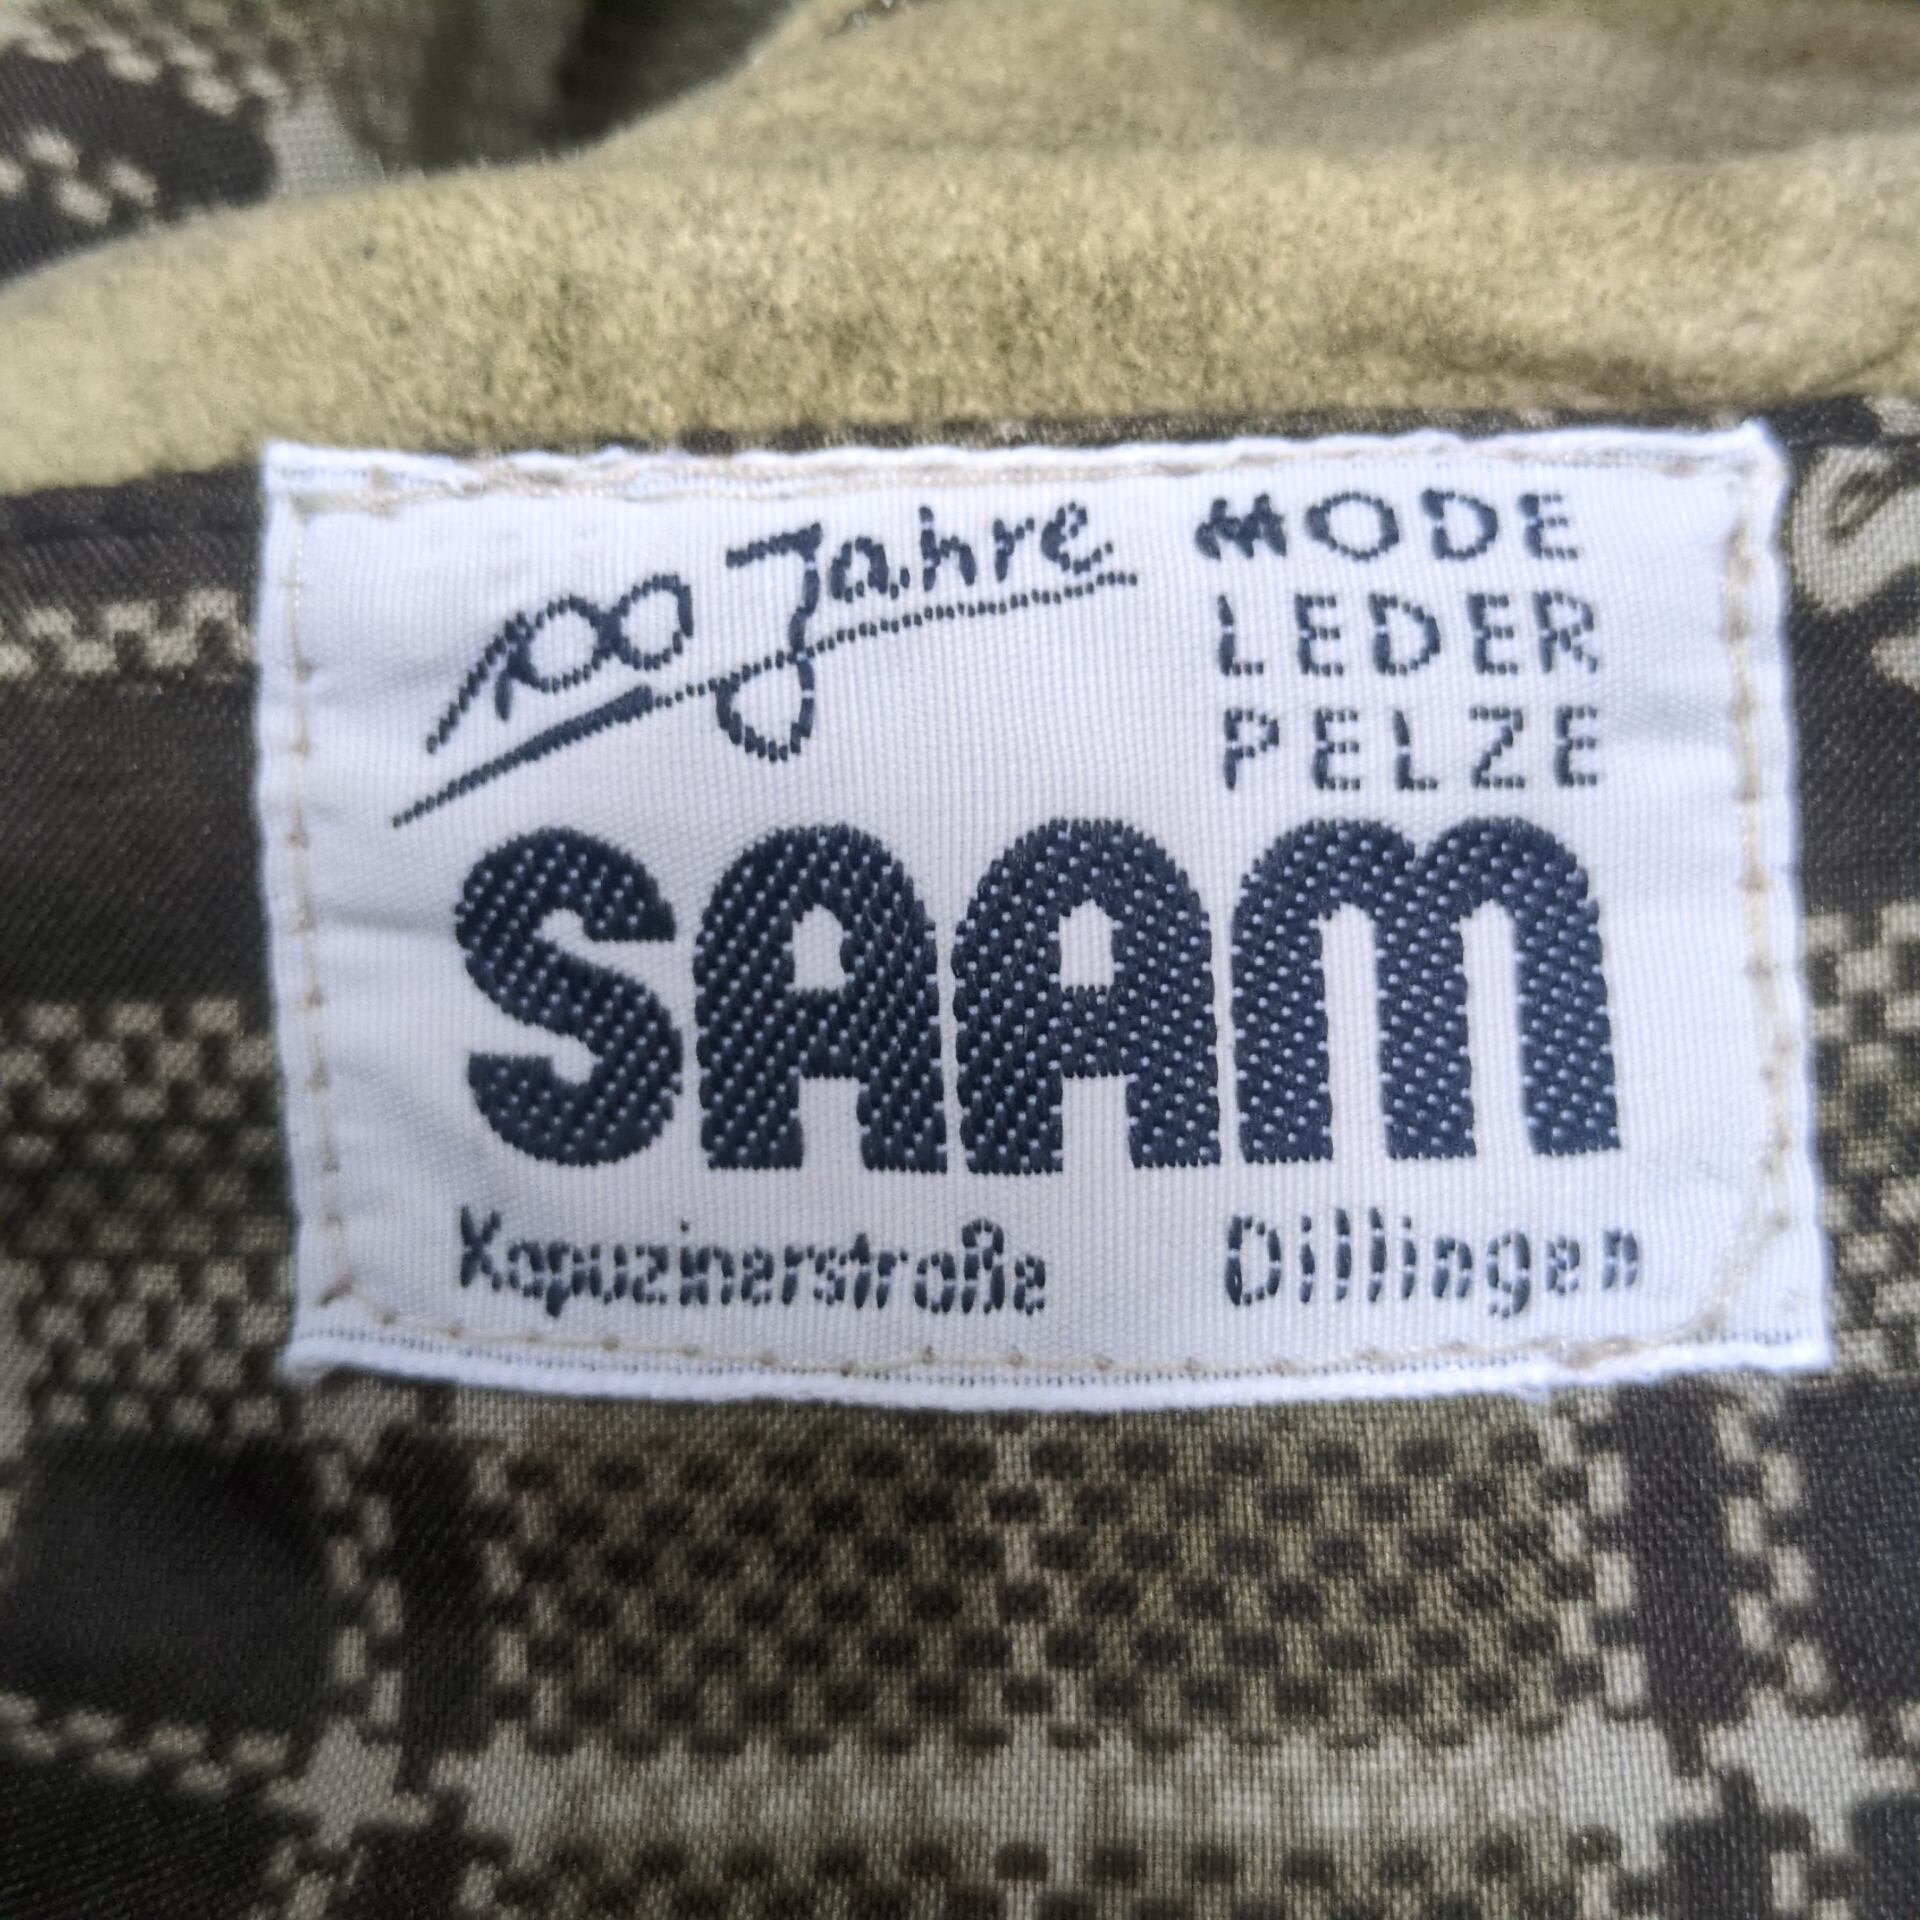 100 Jahre
MODE
LEDER
PELZE
SAAM
Kapuzinerstraße Dillingen